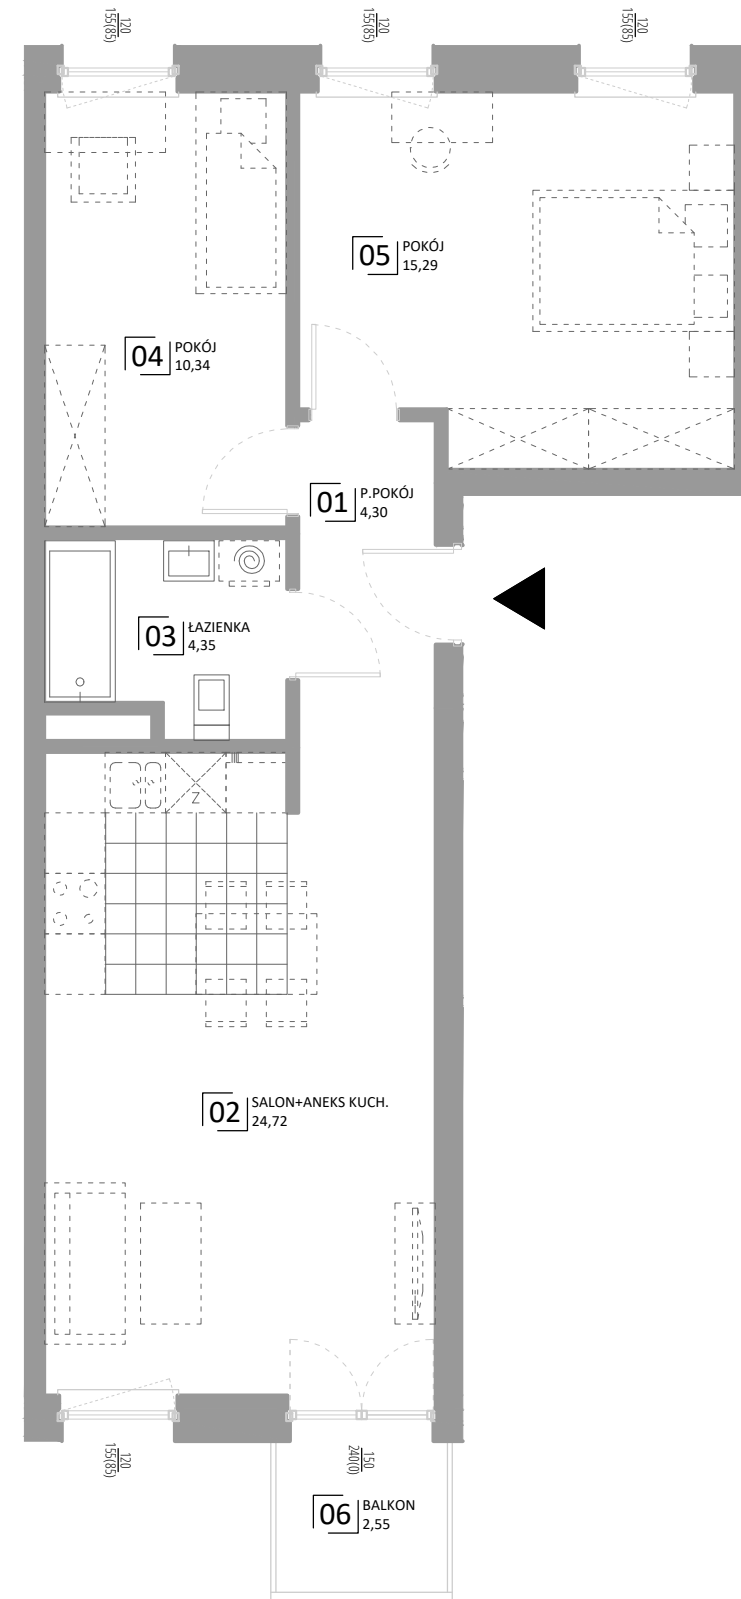 120
155(85)
120
155(85)
120
155(85)
05 POKÓJ
15,29
04 POKÓJ
10,34
01 P.POKÓJ
4,30
03 ŁAZIENKA
4,35
Z
02 SALON+ANEKS KUCH.
24,72
120
155(85)
150
240(0)
06 BALKON
2,55